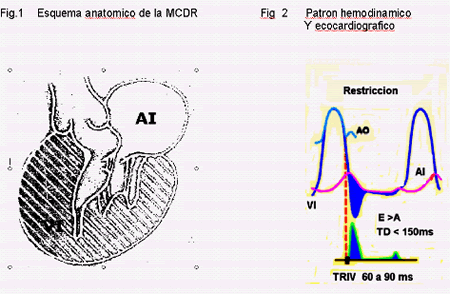 Fig.1 Esquema anatomico de la MCDR
Fig 2 Patron hemodinamico
Y ecocardiografico
AI
VI
Restriccion
AO
AI
VI
E >A
TD < 150ms
TRIV 60 a 90 ms